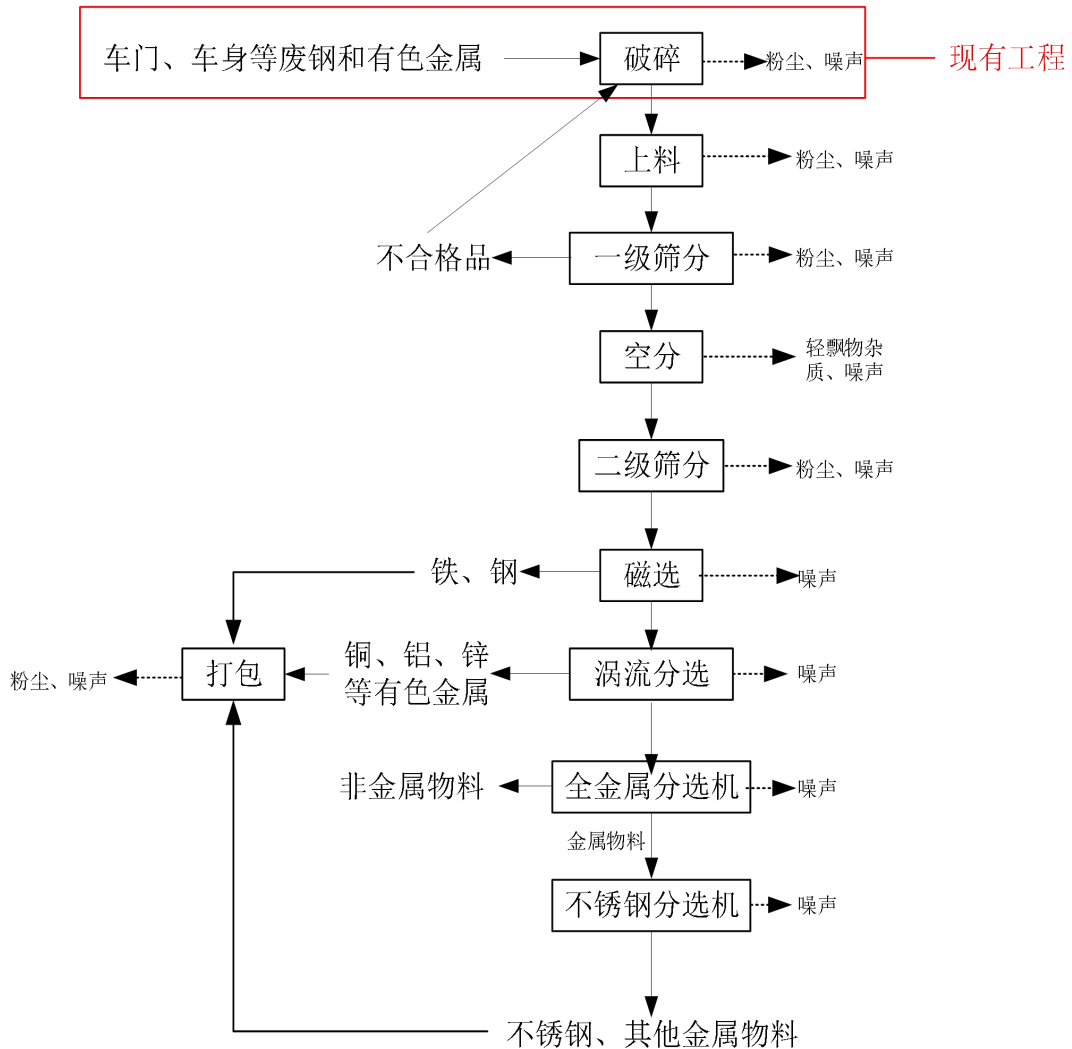 车门、车身等废钢和有色金属
破碎
粉尘、噪声
现有工程
上料
粉尘、噪声
不合格品
一级筛分
粉尘、噪声
空分
轻飘物杂
质、噪声
二级筛分
粉尘、噪声
铁、钢
磁选
噪声
粉尘、噪声
打包
铜、铝、锌
等有色金属
涡流分选
噪声
非金属物料
全金属分选机
噪声
金属物料
不锈钢分选机
噪声
不锈钢、其他金属物料